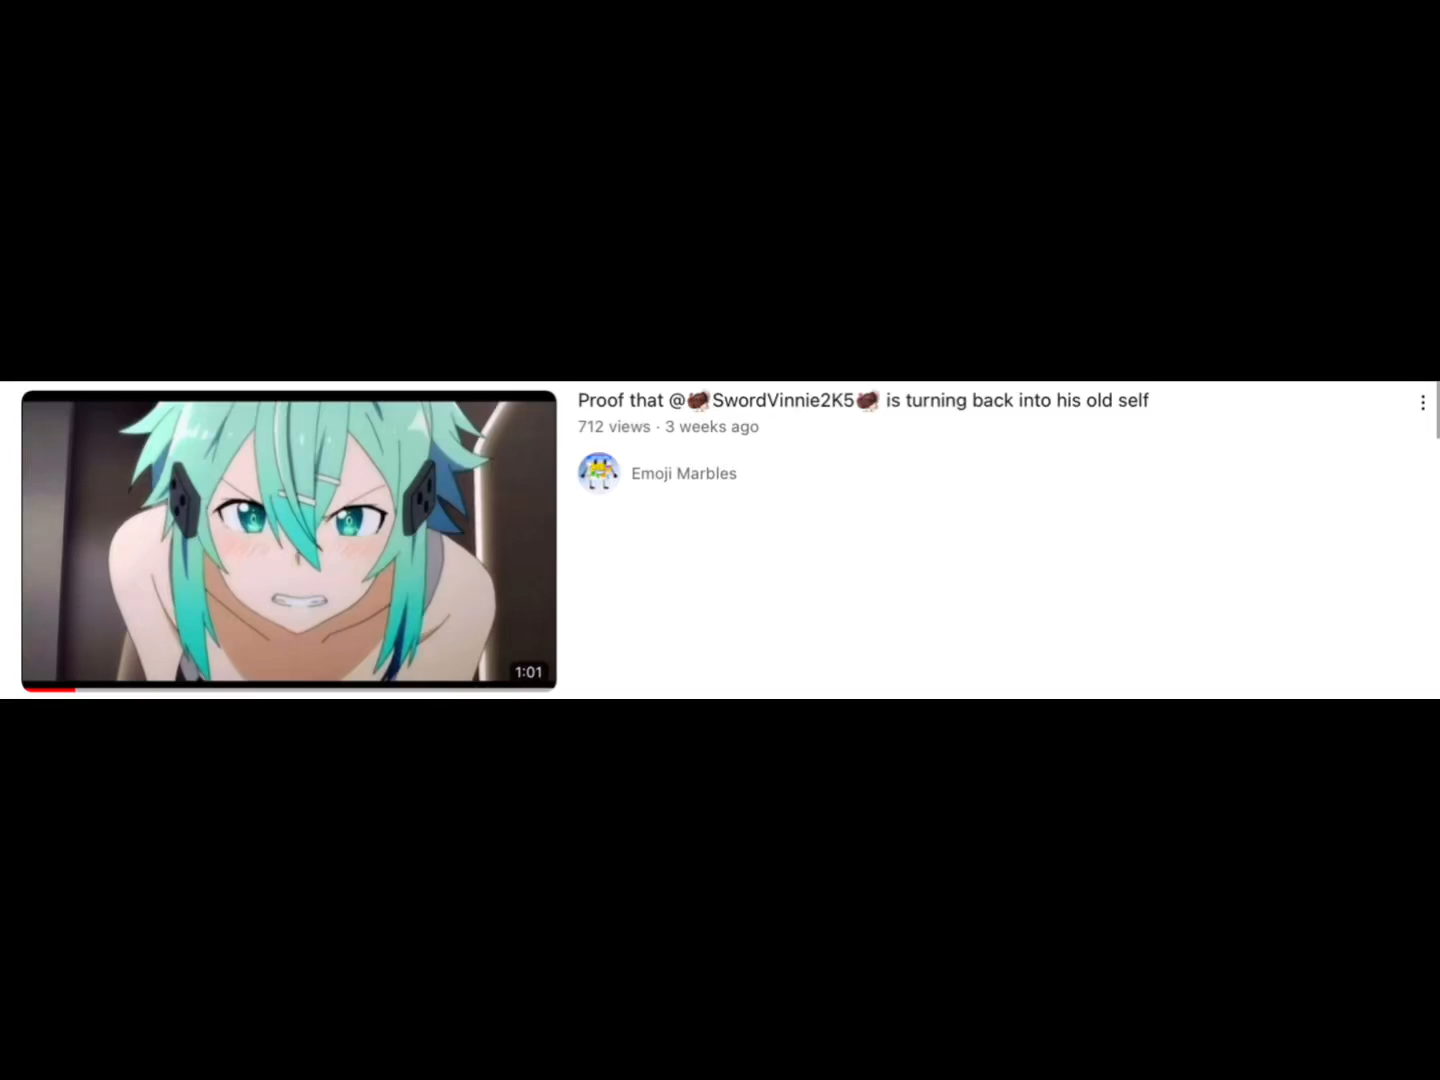 Proof that @🦃SwordVinnie2K5🦃 is turning back into his old self
712 views · 3 weeks ago
Emoji Marbles
1:01